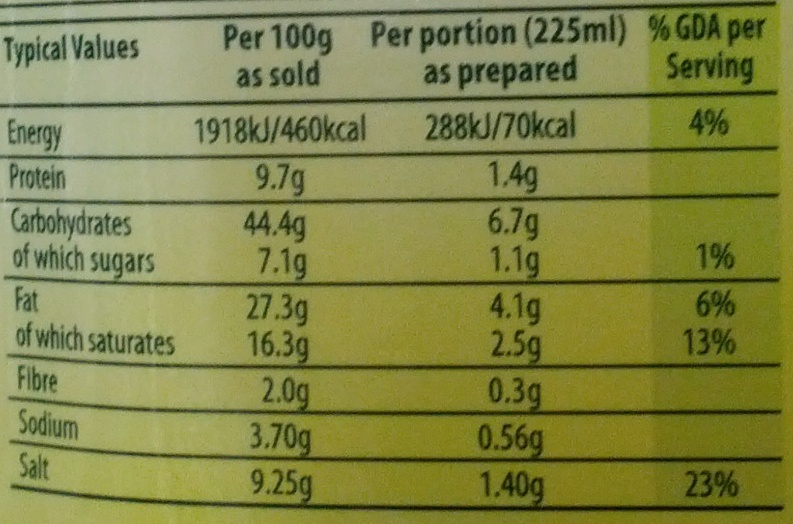 Typical Values Per 100g Per portion (225ml) % GDA per
as sold as prepared Serving
Energy 1918kJ/460kcal 288kJ/70kcal 4%
Protein 9.7g 1.4g
Carbohydrates 44.4g 6.7g
of which sugars 7.1g 1.1g 1%
Fat 27.3g 4.1g 6%
of which saturates 16.3g 2.5g 13%
Fibre 2.0g 0.3g
Sodium 3.70g 0.56g
Salt 9.25g 1.40g 23%